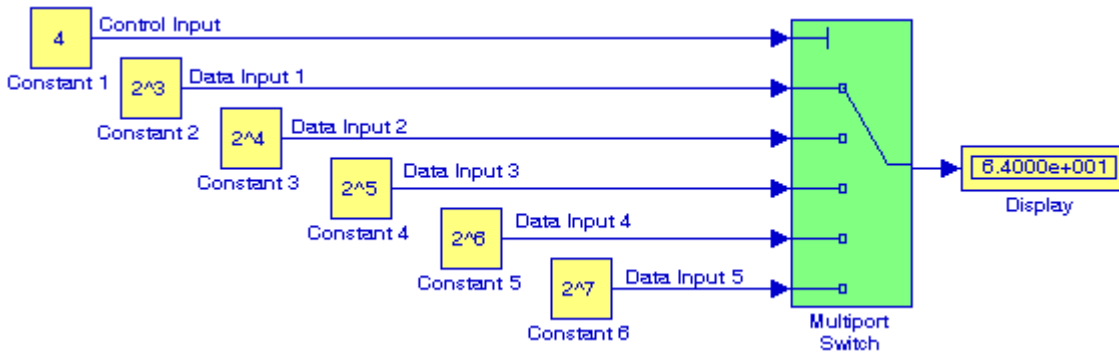 4
Control Input
Constant 1
2^3
Data Input 1
Constant 2
2^4
Data Input 2
Constant 3
2^5
Data Input 3
Constant 4
2^6
Data Input 4
Constant 5
2^7
Data Input 5
Constant 6
Multiport
Switch
6.4000e+001
Display